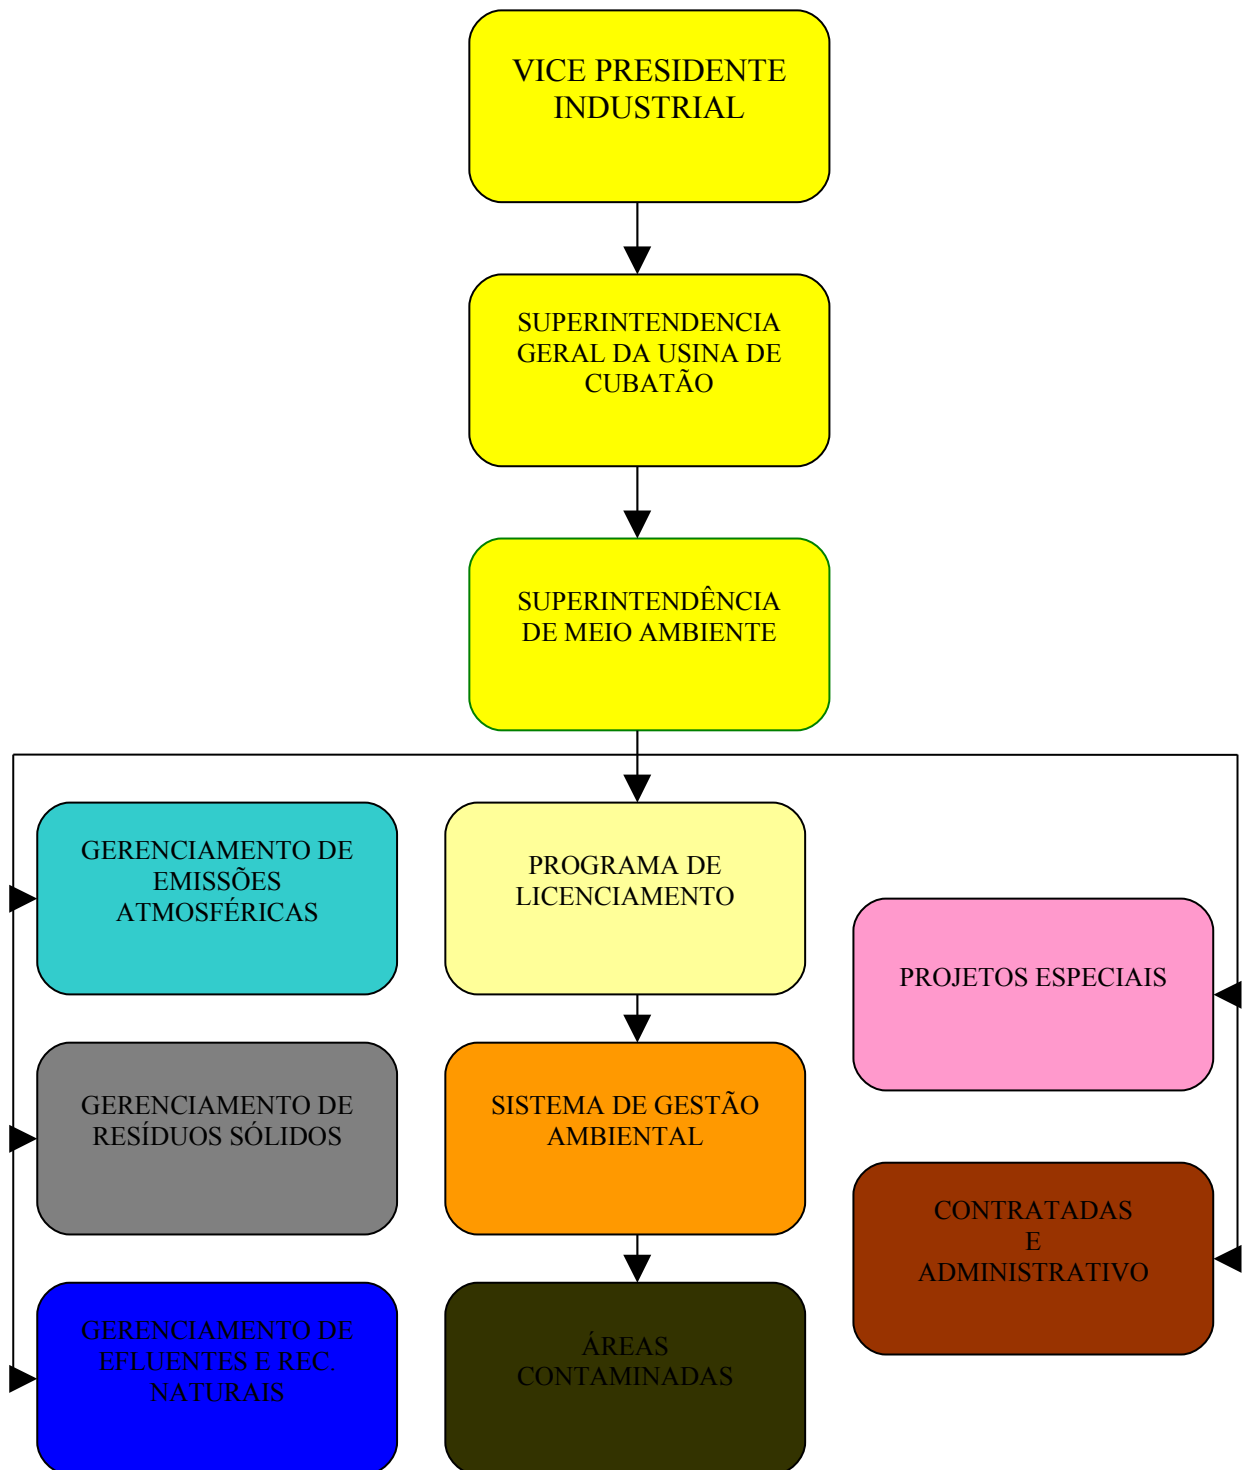 VICE PRESIDENTE
INDUSTRIAL
SUPERINTENDENCIA
GERAL DA USINA DE
CUBATÃO
SUPERINTENDÊNCIA
DE MEIO AMBIENTE
GERENCIAMENTO DE
EMISSÕES
ATMOSFÉRICAS
PROGRAMA DE
LICENCIAMENTO
PROJETOS ESPECIAIS
GERENCIAMENTO DE
RESÍDUOS SÓLIDOS
SISTEMA DE GESTÃO
AMBIENTAL
CONTRATADAS
E
ADMINISTRATIVO
GERENCIAMENTO DE
EFLUENTES E REC.
NATURAIS
ÁREAS
CONTAMINADAS